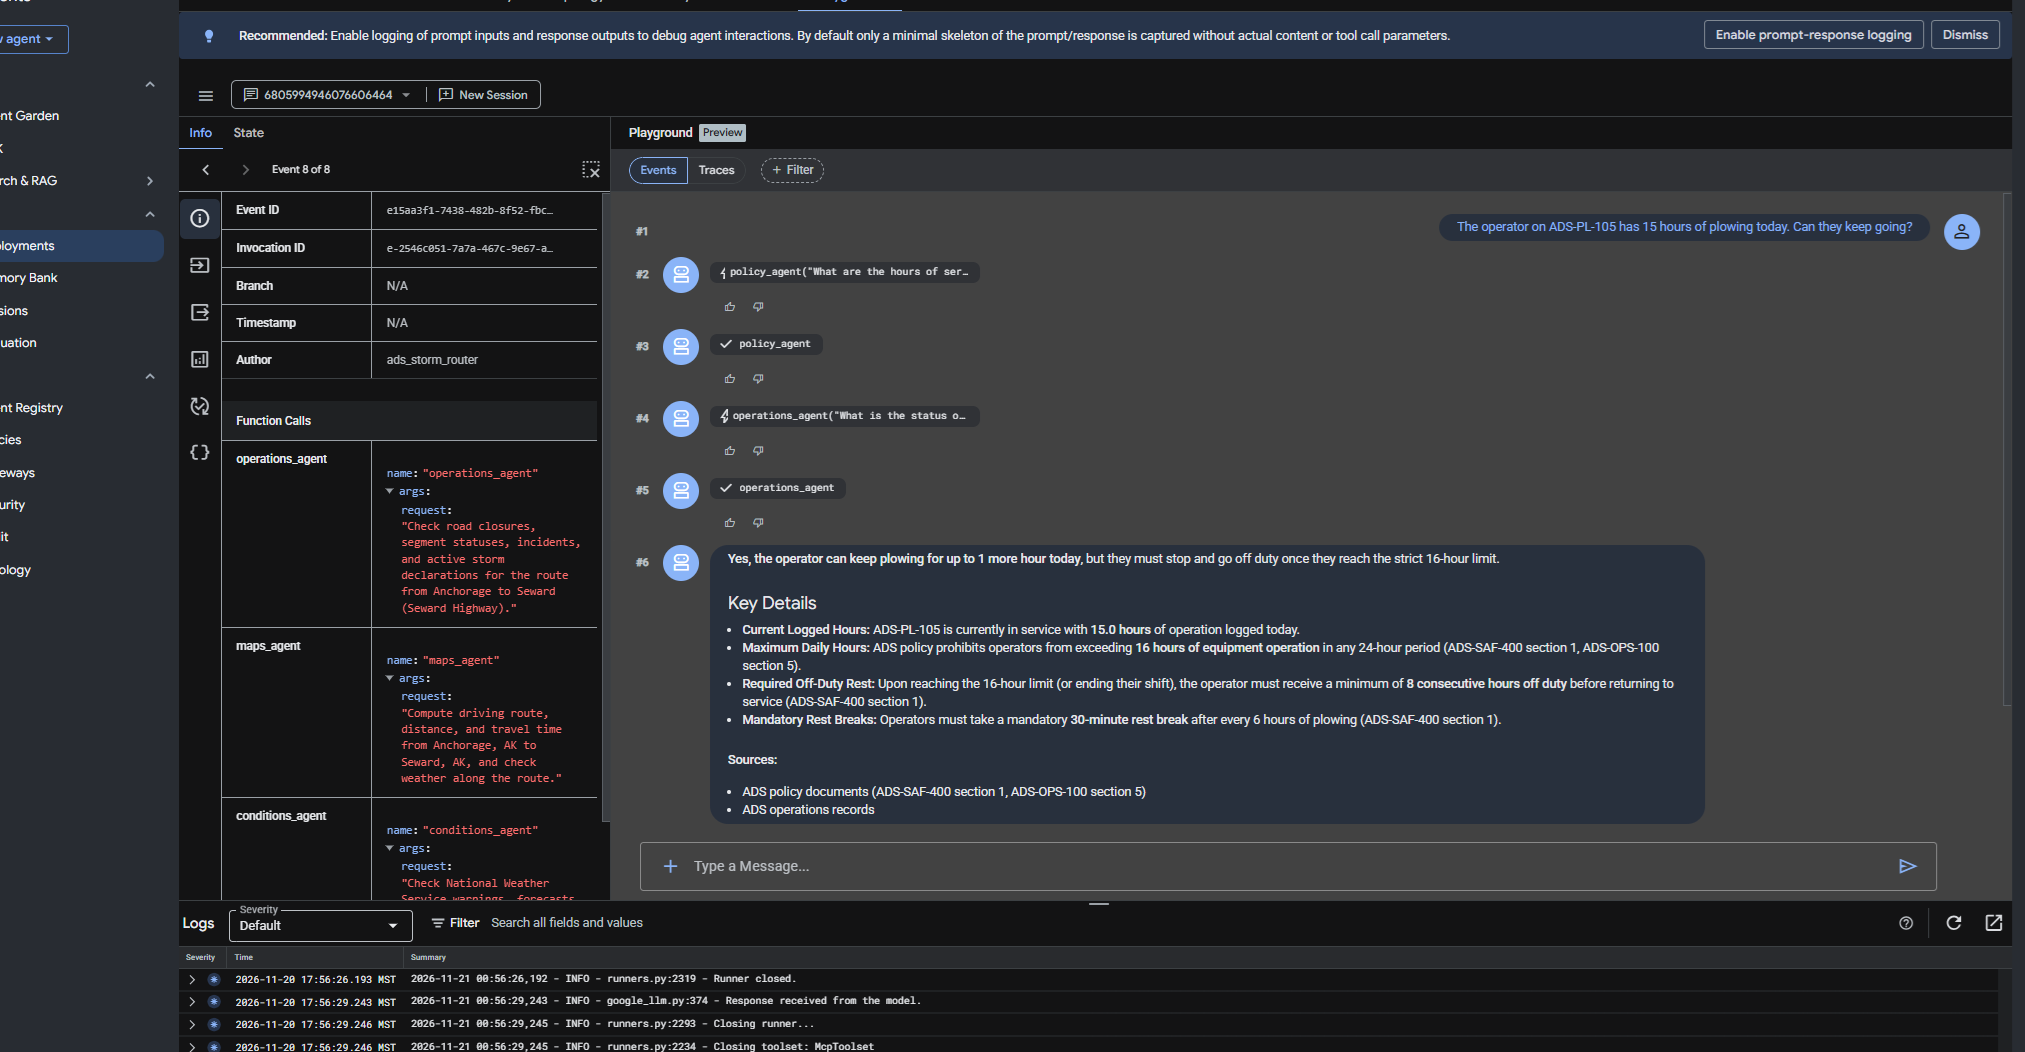 agent
nt Garden
rch & RAG
loyments
mory Bank
sions
uation
nt Registry
cies
eways
urity
it
ology
Recommended: Enable logging of prompt inputs and response outputs to debug agent interactions. By default only a minimal skeleton of the prompt/response is captured without actual content or tool call parameters.
Enable prompt-response logging
Dismiss
6805994946076606464
New Session
Info
State
Event 8 of 8
Event ID
e15aa3f1-7438-482b-8f52-fbc…
Invocation ID
e-2546c051-7a7a-467c-9e67-a…
Branch
N/A
Timestamp
N/A
Author
ads_storm_router
Function Calls
operations_agent
name: "operations_agent"
args:
request:
"Check road closures,
segment statuses, incidents,
and active storm
declarations for the route
from Anchorage to Seward
(Seward Highway)."
maps_agent
name: "maps_agent"
args:
request:
"Compute driving route,
distance, and travel time
from Anchorage, AK to
Seward, AK, and check
weather along the route."
conditions_agent
name: "conditions_agent"
args:
request:
"Check National Weather
Service warnings, forecasts
Playground
Preview
Events
Traces
+ Filter
#1
The operator on ADS-PL-105 has 15 hours of plowing today. Can they keep going?
#2
policy_agent("What are the hours of ser…
#3
policy_agent
#4
operations_agent("What is the status o…
#5
operations_agent
#6
Yes, the operator can keep plowing for up to 1 more hour today, but they must stop and go off duty once they reach the strict 16-hour limit.
Key Details
• Current Logged Hours: ADS-PL-105 is currently in service with 15.0 hours of operation logged today.
• Maximum Daily Hours: ADS policy prohibits operators from exceeding 16 hours of equipment operation in any 24-hour period (ADS-SAF-400 section 1, ADS-OPS-100
section 5).
• Required Off-Duty Rest: Upon reaching the 16-hour limit (or ending their shift), the operator must receive a minimum of 8 consecutive hours off duty before returning to
service (ADS-SAF-400 section 1).
• Mandatory Rest Breaks: Operators must take a mandatory 30-minute rest break after every 6 hours of plowing (ADS-SAF-400 section 1).
Sources:
• ADS policy documents (ADS-SAF-400 section 1, ADS-OPS-100 section 5)
• ADS operations records
Type a Message...
Logs
Severity
Default
Filter
Search all fields and values
Severity
Time
Summary
2026-11-20 17:56:26.193 MST 2026-11-21 00:56:26,192 - INFO - runners.py:2319 - Runner closed.
2026-11-20 17:56:29.243 MST 2026-11-21 00:56:29,243 - INFO - google_llm.py:374 - Response received from the model.
2026-11-20 17:56:29.246 MST 2026-11-21 00:56:29,245 - INFO - runners.py:2293 - Closing runner...
2026-11-20 17:56:29.246 MST 2026-11-21 00:56:29,245 - INFO - runners.py:2234 - Closing toolset: McpToolset